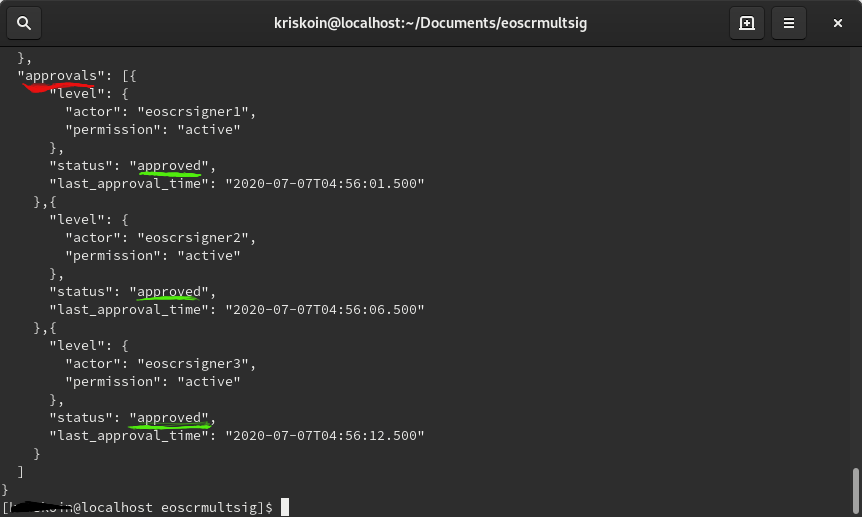 kriskoin@localhost:~/Documents/eoscrmultsig
},
"approvals": [{
"level": {
"actor": "eoscrsigner1",
"permission": "active"
},
"status": "approved",
"last_approval_time": "2020-07-07T04:56:01.500"
},{
"level": {
"actor": "eoscrsigner2",
"permission": "active"
},
"status": "approved",
"last_approval_time": "2020-07-07T04:56:06.500"
},{
"level": {
"actor": "eoscrsigner3",
"permission": "active"
},
"status": "approved",
"last_approval_time": "2020-07-07T04:56:12.500"
}
]
}
@localhost eoscrmultsig]$